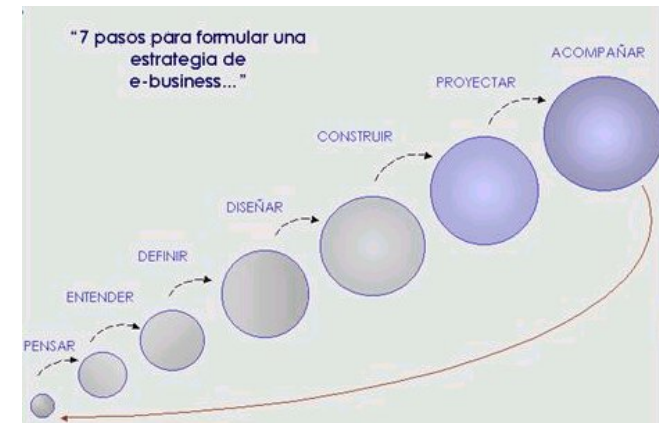 "7 pasos para formular una
estrategia de
e-business..."
ACOMPAÑAR
PROYECTAR
CONSTRUIR
DISEÑAR
DEFINIR
ENTENDER
PENSAR